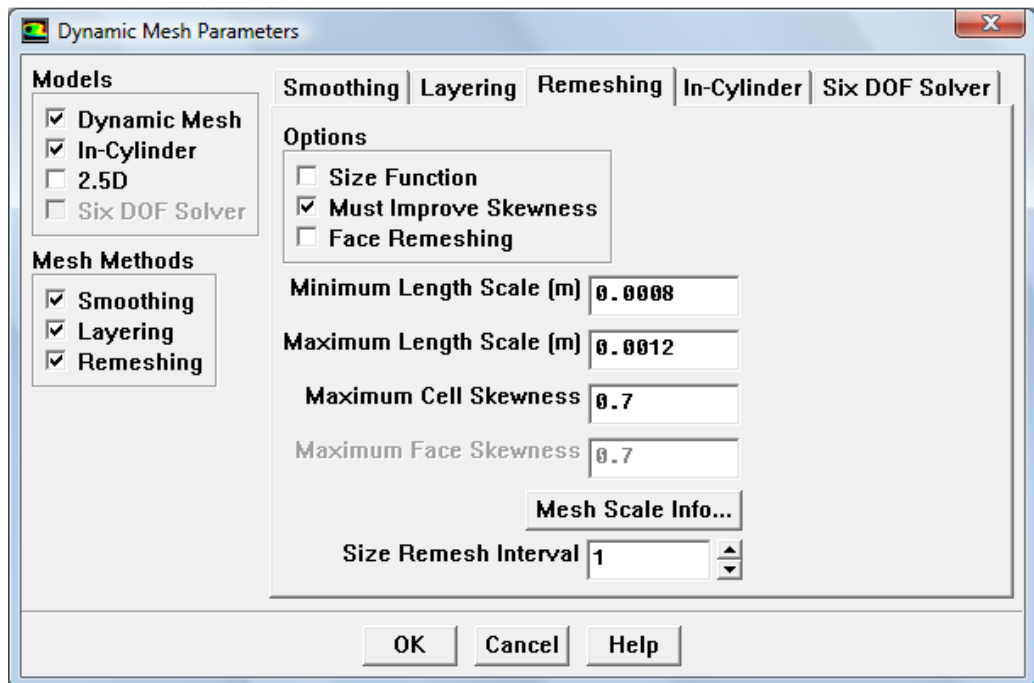 Dynamic Mesh Parameters
Models
Dynamic Mesh
In-Cylinder
2.5D
Six DOF Solver
Mesh Methods
Smoothing
Layering
Remeshing
Smoothing Layering Remeshing In-Cylinder Six DOF Solver
Options
Size Function
Must Improve Skewness
Face Remeshing
Minimum Length Scale (m) 0.0008
Maximum Length Scale (m) 0.0012
Maximum Cell Skewness 0.7
Maximum Face Skewness 0.7
Mesh Scale Info...
Size Remesh Interval 1
OK Cancel Help